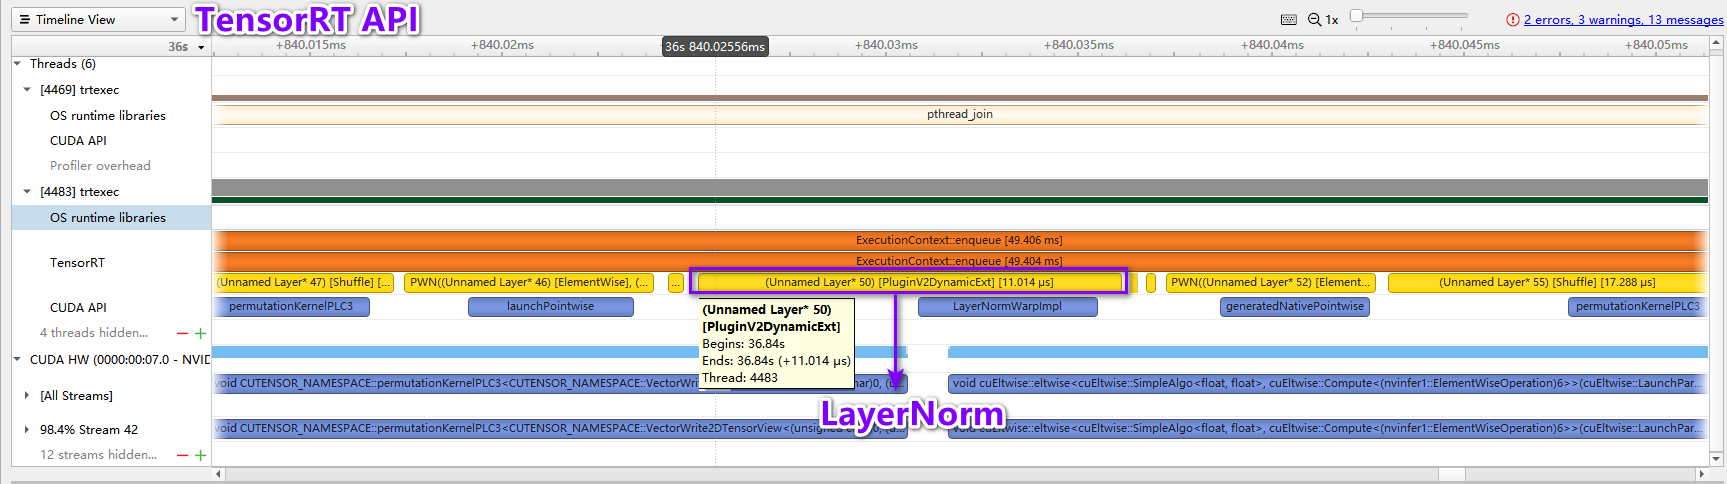 Timeline View
TensorRT API
1x
2 errors, 3 warnings, 13 messages
36s
+840.015ms
+840.02ms
36s 840.02556ms
+840.03ms
+840.035ms
+840.04ms
+840.045ms
+840.05ms
Threads (6)
[4469] trtexec
OS runtime libraries
pthread_join
CUDA API
Profiler overhead
[4483] trtexec
OS runtime libraries
ExecutionContext::enqueue [49.406 ms]
TensorRT
ExecutionContext::enqueue [49.404 ms]
(Unnamed Layer* 47) [Shuffle] [...
PWN((Unnamed Layer* 46) [ElementWise], (...
...
(Unnamed Layer* 50) [PluginV2DynamicExt] [11.014 µs]
PWN((Unnamed Layer* 52) [Element...
(Unnamed Layer* 55) [Shuffle] [17.288 µs]
CUDA API
permutationKernelPLC3
launchPointwise
LayerNormWarpImpl
generatedNativePointwise
permutationKernelPLC3
(Unnamed Layer* 50)
[PluginV2DynamicExt]
Begins: 36.84s
Ends: 36.84s (+11.014 µs)
Thread: 4483
4 threads hidden...
CUDA HW (0000:00:07.0 - NVID
[All Streams]
void CUTENSOR_NAMESPACE::permutationKernelPLC3<CUTENSOR_NAMESPACE::VectorWrit
void cuEltwise::eltwise<cuEltwise::SimpleAlgo<float, float>, cuEltwise::Compute<(nvinfer1::ElementWiseOperation)6>>(cuEltwise::LaunchPar...
LayerNorm
98.4% Stream 42
void CUTENSOR_NAMESPACE::permutationKernelPLC3<CUTENSOR_NAMESPACE::VectorWrite2DTensorView<(unsigned
void cuEltwise::eltwise<cuEltwise::SimpleAlgo<float, float>, cuEltwise::Compute<(nvinfer1::ElementWiseOperation)6>>(cuEltwise::LaunchPar...
12 streams hidden...